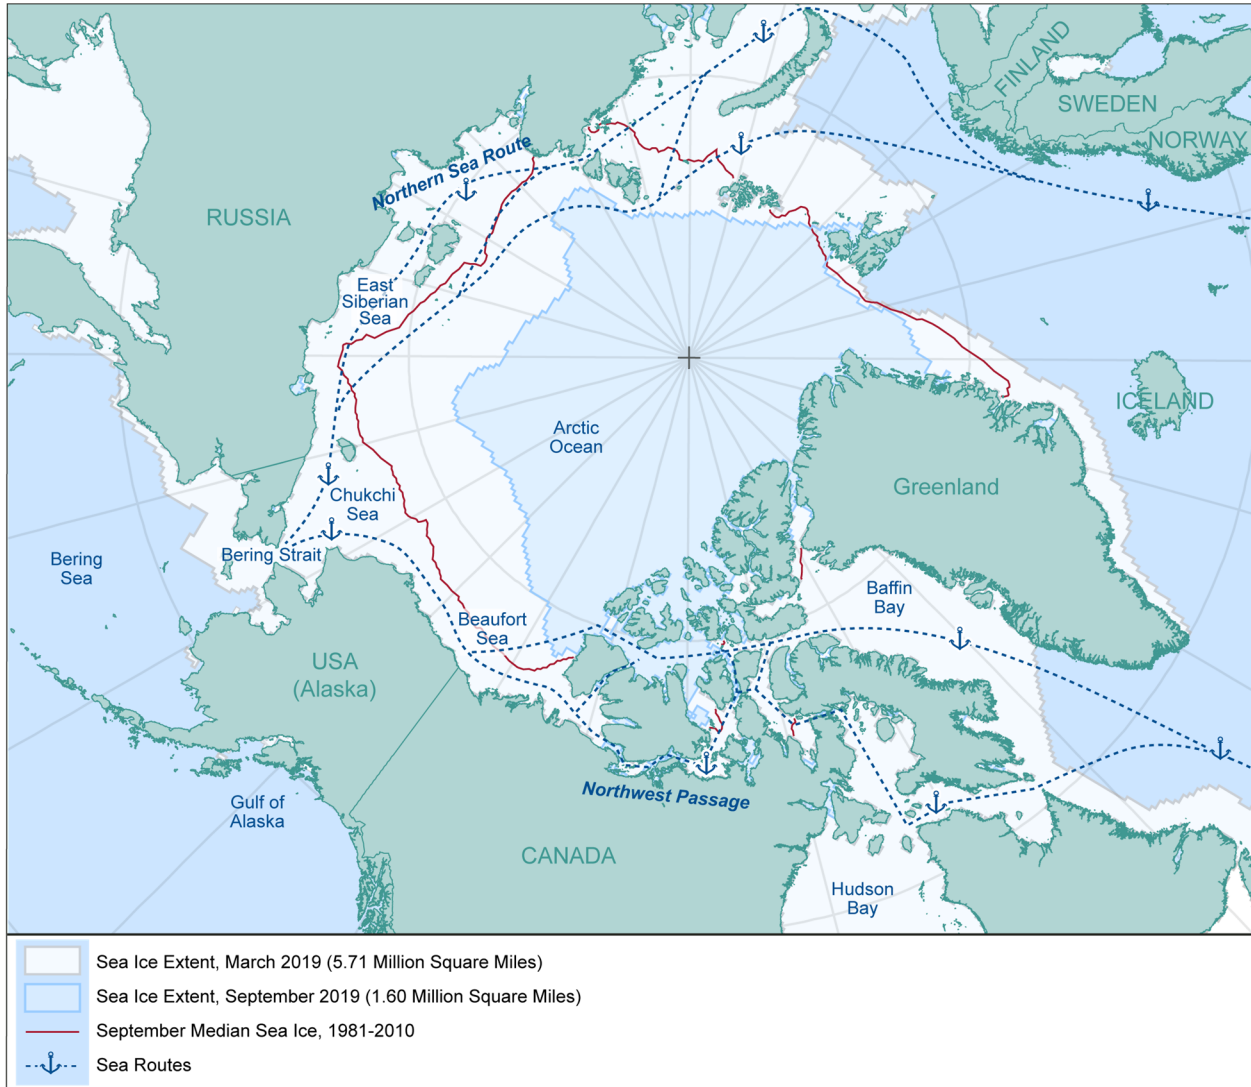 FINLAND
SWEDEN
NORWAY
Northern Sea Route
RUSSIA
East
Siberian
Sea
ICELAND
Arctic
Ocean
Greenland
Chukchi
Sea
Bering Strait
Bering
Sea
Baffin
Bay
Beaufort
Sea
USA
(Alaska)
Northwest Passage
Gulf of
Alaska
CANADA
Hudson
Bay
Sea Ice Extent, March 2019 (5.71 Million Square Miles)
Sea Ice Extent, September 2019 (1.60 Million Square Miles)
September Median Sea Ice, 1981-2010
Sea Routes